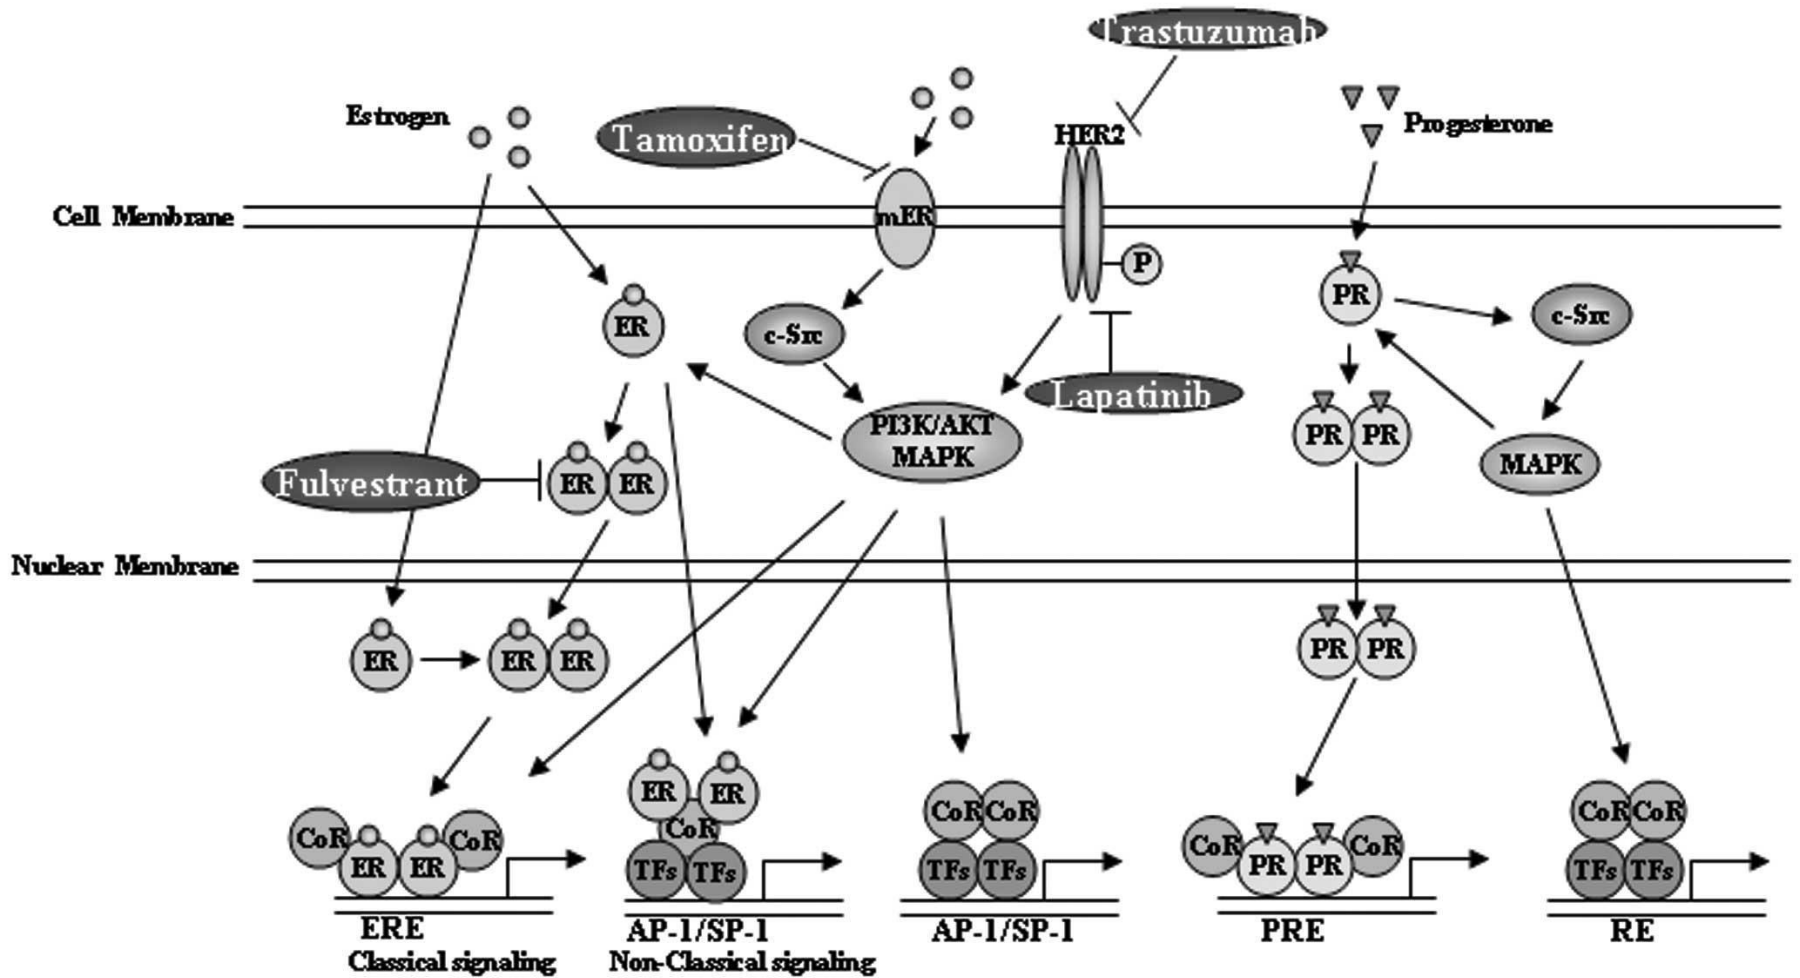 Trastuzumab
Estrogen
Tamoxifen
HER2
Progesterone
Cell Membrane
mER
P
PR
ER
c-Src
c-Src
Lapatinib
PI3K/AKT
MAPK
PR PR
MAPK
Fulvestrant
ER ER
Nuclear Membrane
ER
ER ER
PR PR
ER ER
CoR CoR
CoR CoR
CoR ER ER CoR
CoR
TFs TFs
TFs TFs
CoR PR PR CoR
TFs TFs
ERE
AP-1/SP-1
AP-1/SP-1
PRE
RE
Classical signaling
Non-Classical signaling